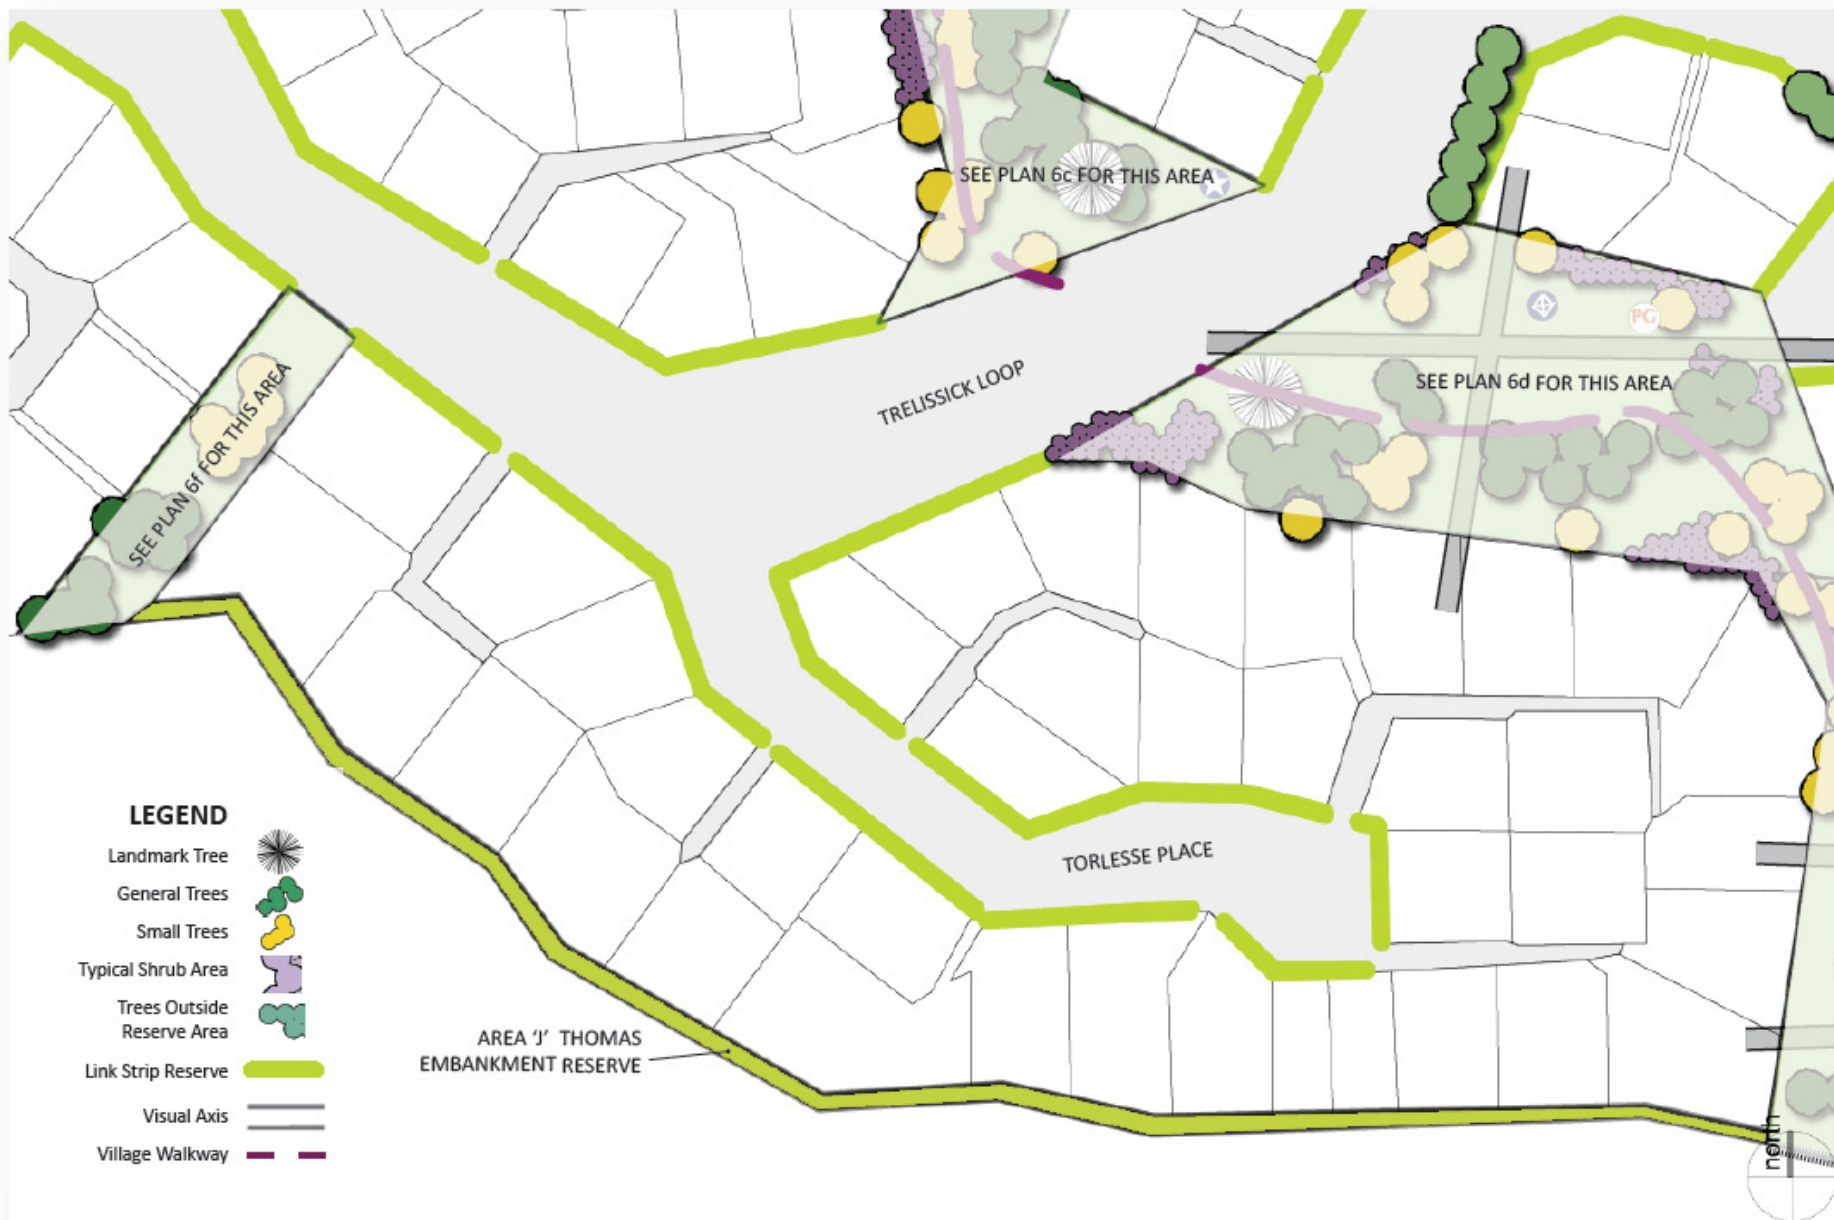 SEE PLAN 6c FOR THIS AREA
PG
SEE PLAN 6d FOR THIS AREA
TRELISSICK LOOP
SEE PLAN 6f FOR THIS AREA
TORLESSE PLACE
LEGEND
Landmark Tree
General Trees
Small Trees
Typical Shrub Area
Trees Outside
Reserve Area
Link Strip Reserve
Visual Axis
Village Walkway
AREA ‘J’ THOMAS
EMBANKMENT RESERVE
north